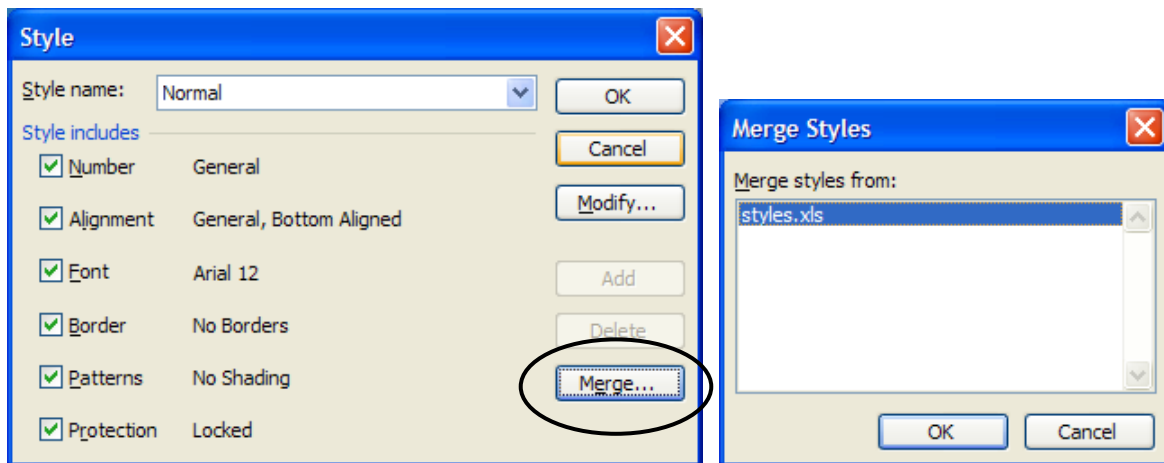 Style
Style name: Normal
OK
Style includes
Cancel
Number General
Modify...
Alignment General, Bottom Aligned
Font Arial 12
Add
Border No Borders
Delete
Patterns No Shading
Merge...
Protection Locked
Merge Styles
Merge styles from:
styles.xls
OK Cancel